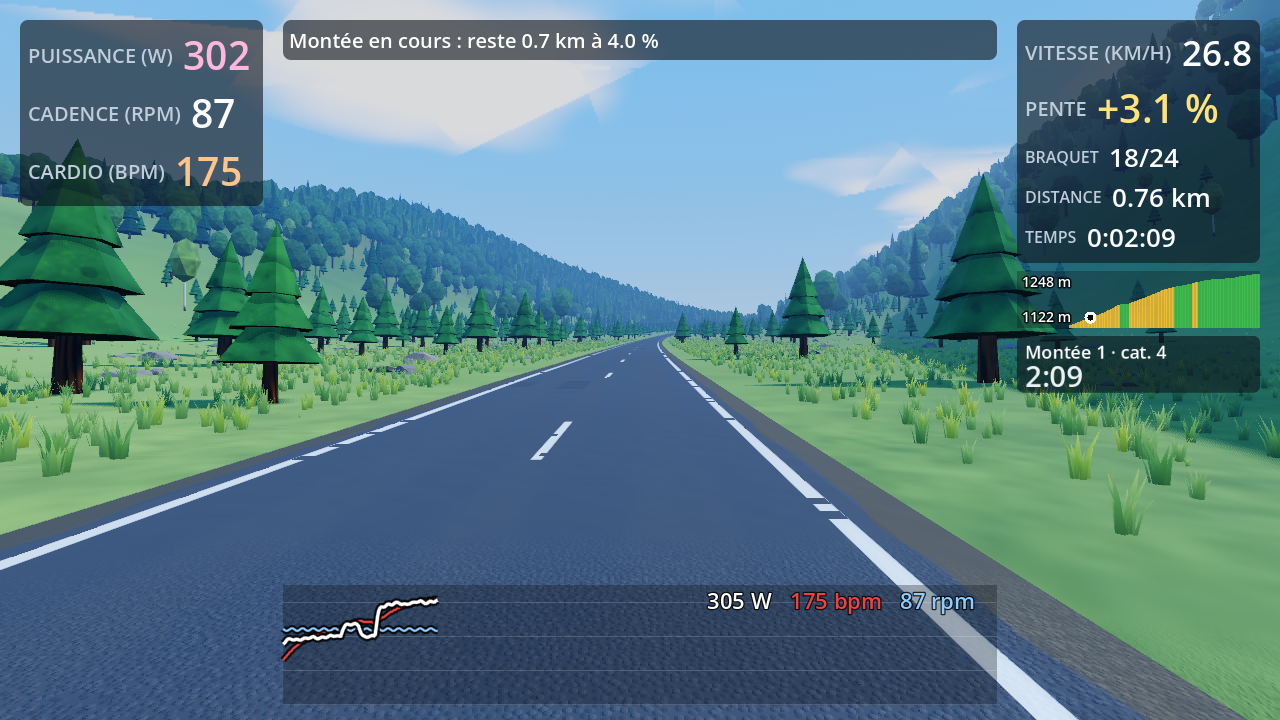 PUISSANCE (W) 302
CADENCE (RPM) 87
CARDIO (BPM) 175
Montée en cours : reste 0.7 km à 4.0 %
VITESSE (KM/H) 26.8
PENTE +3.1 %
BRAQUET 18/24
DISTANCE 0.76 km
TEMPS 0:02:09
1248 m
1122 m
Montée 1 · cat. 4
2:09
305 W 175 bpm 87 rpm